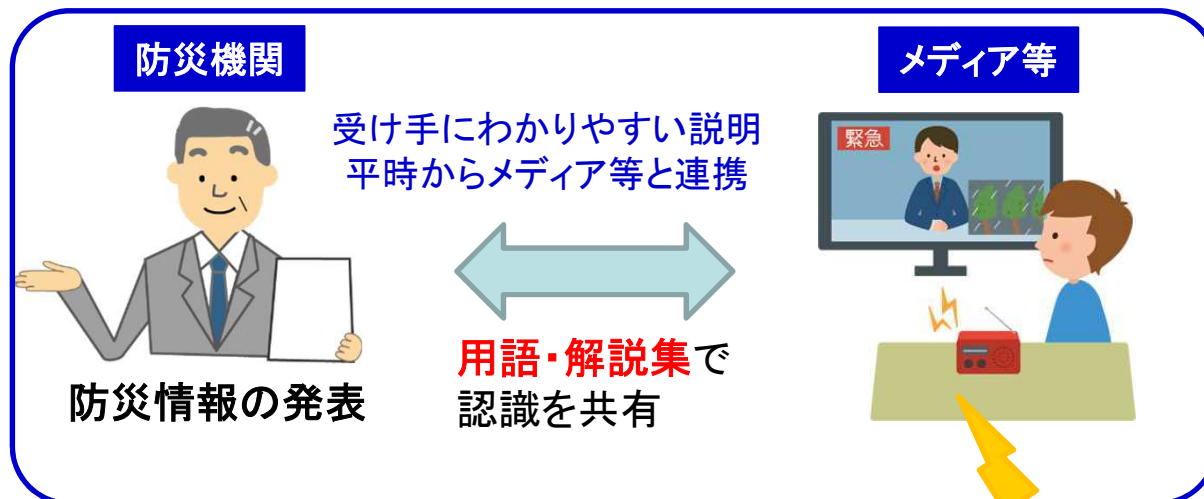 防災機関
メディア等
受け手にわかりやすい説明
平時からメディア等と連携
緊急
用語・解説集で
認識を共有
防災情報の発表